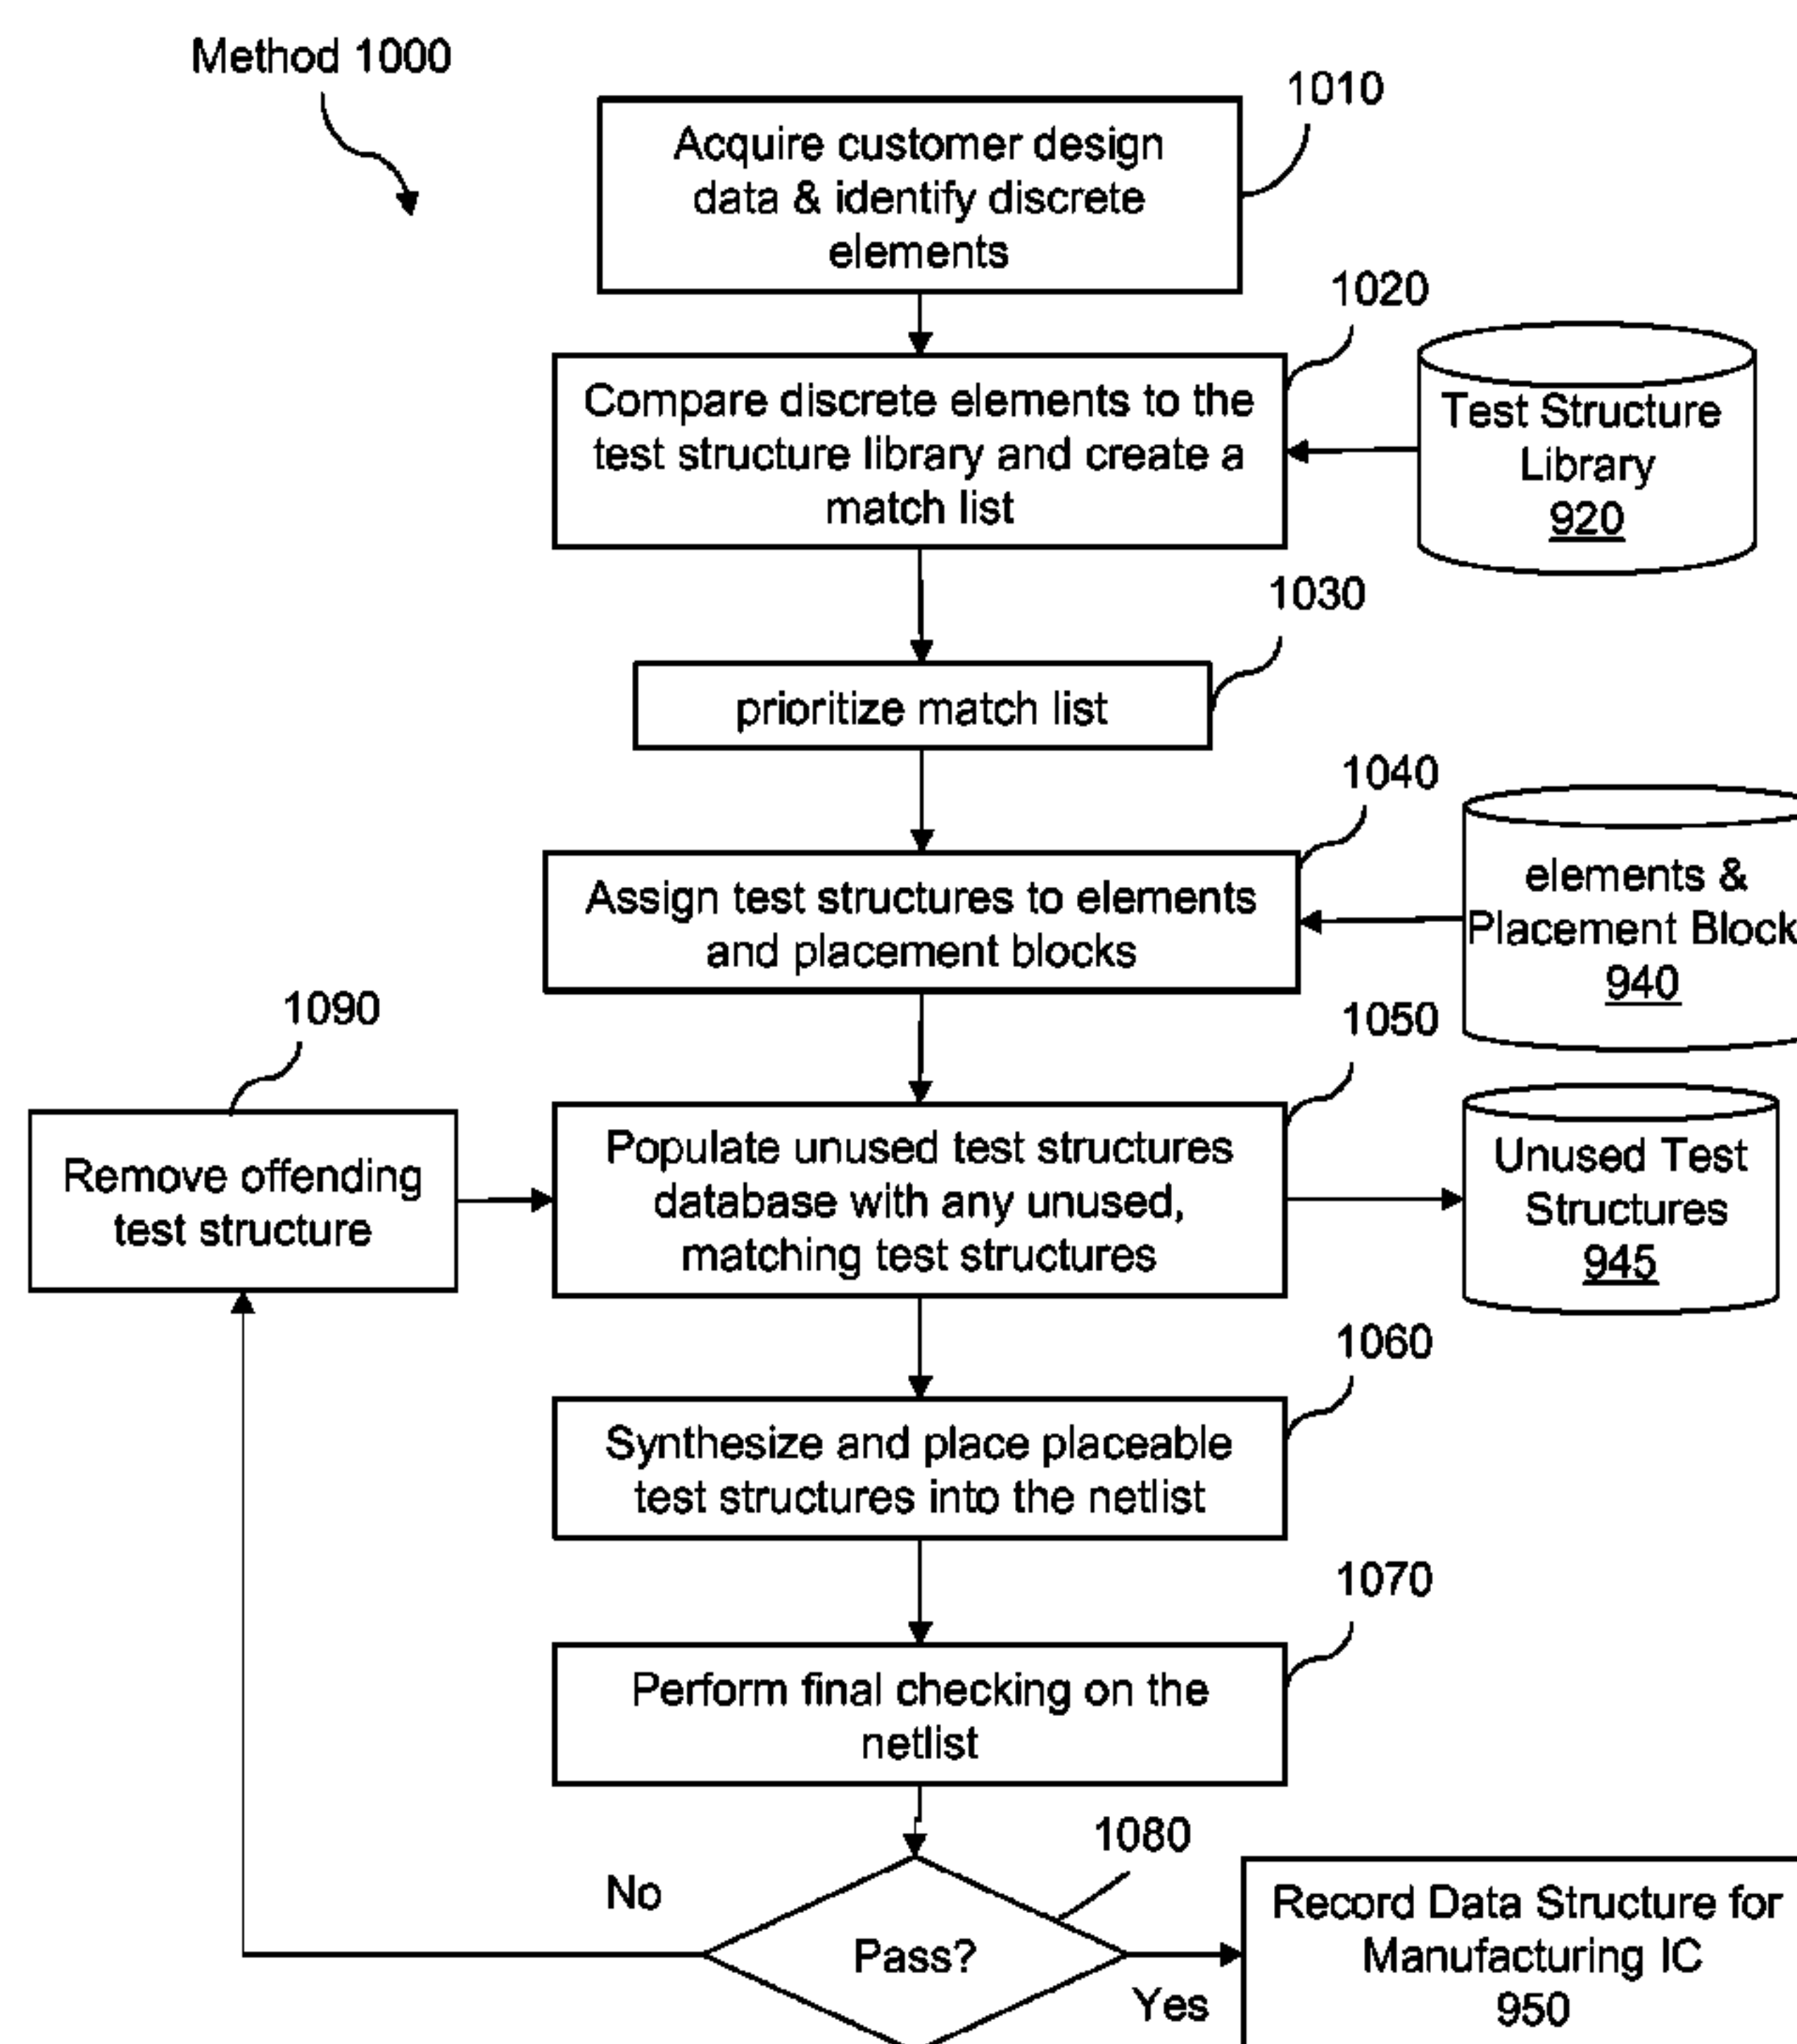 Method 1000
1010
Acquire customer design
data & identify discrete
elements
1020
Compare discrete elements to the
test structure library and create a
match list
Test Structure
Library
920
1030
prioritize match list
1040
Assign test structures to elements
and placement blocks
elements &
Placement Block
940
1090
Remove offending
test structure
1050
Populate unused test structures
database with any unused,
matching test structures
Unused Test
Structures
945
1060
Synthesize and place placeable
test structures into the netlist
1070
Perform final checking on the
netlist
1080
No
Pass?
Yes
Record Data Structure for
Manufacturing IC
950